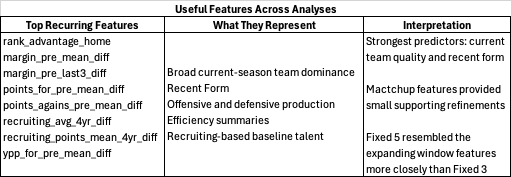 Useful Features Across Analyses
Top Recurring Features What They Represent Interpretation
rank_advantage_home Strongest predictors: current
margin_pre_mean_diff team quality and recent form
margin_pre_last3_diff Broad current-season team dominance
points_for_pre_mean_diff Recent Form Mactchup features provided
points_agains_pre_mean_diff Offensive and defensive production small supporting refinements
recruiting_avg_4yr_diff Efficiency summaries
recruiting_points_mean_4yr_diff Recruiting-based baseline talent Fixed 5 resembled the
ypp_for_pre_mean_diff expanding window features
more closely than Fixed 3